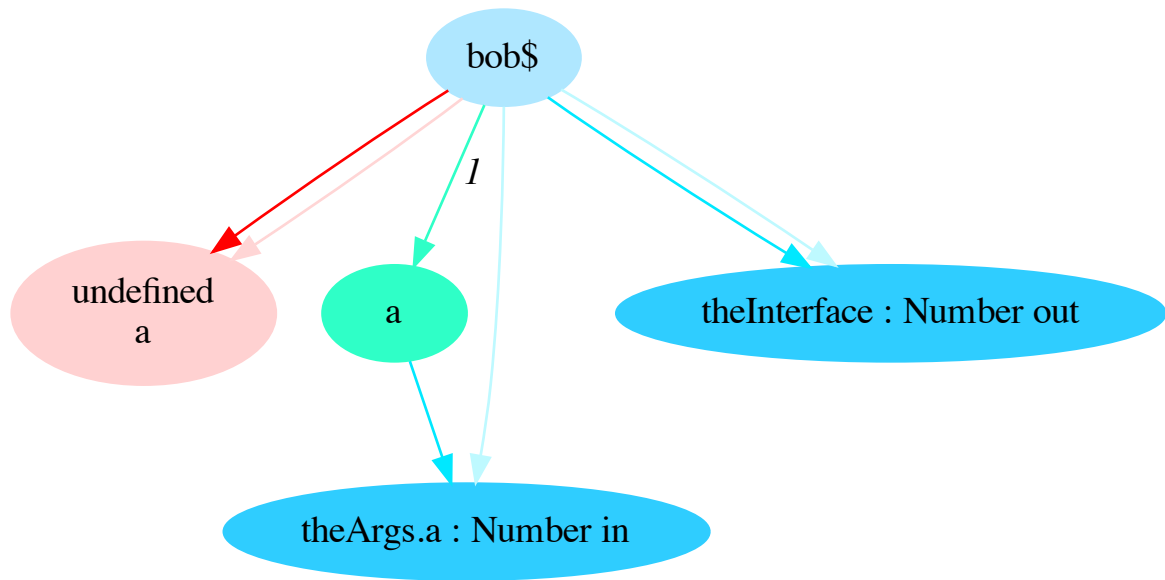 bob$
1
undefined
a
a
theInterface : Number out
theArgs.a : Number in